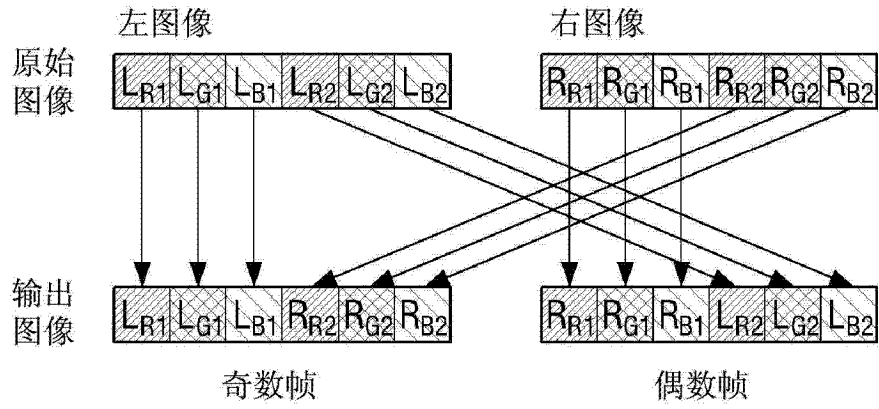 左图像 右图像
原始图像 LR1 LG1 LB1 LR2 LG2 LB2 RR1 RG1 RB1 RR2 RG2 RB2
输出图像 LR1 LG1 LB1 RR2 RG2 RB2 RR1 RG1 RB1 LR2 LG2 LB2
奇数帧 偶数帧